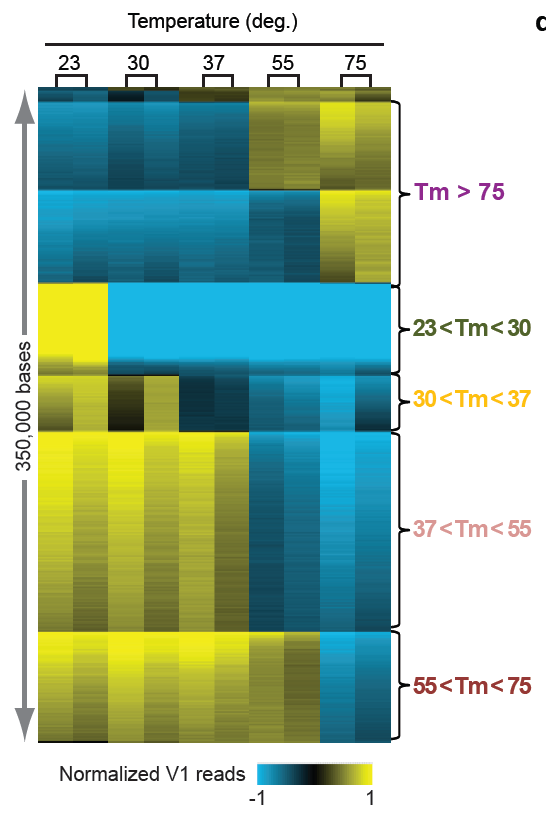 Temperature (deg.)
d
23 30 37 55 75
350,000 bases
Tm > 75
23<Tm<30
30<Tm<37
37<Tm<55
55<Tm<75
Normalized V1 reads
-1 1